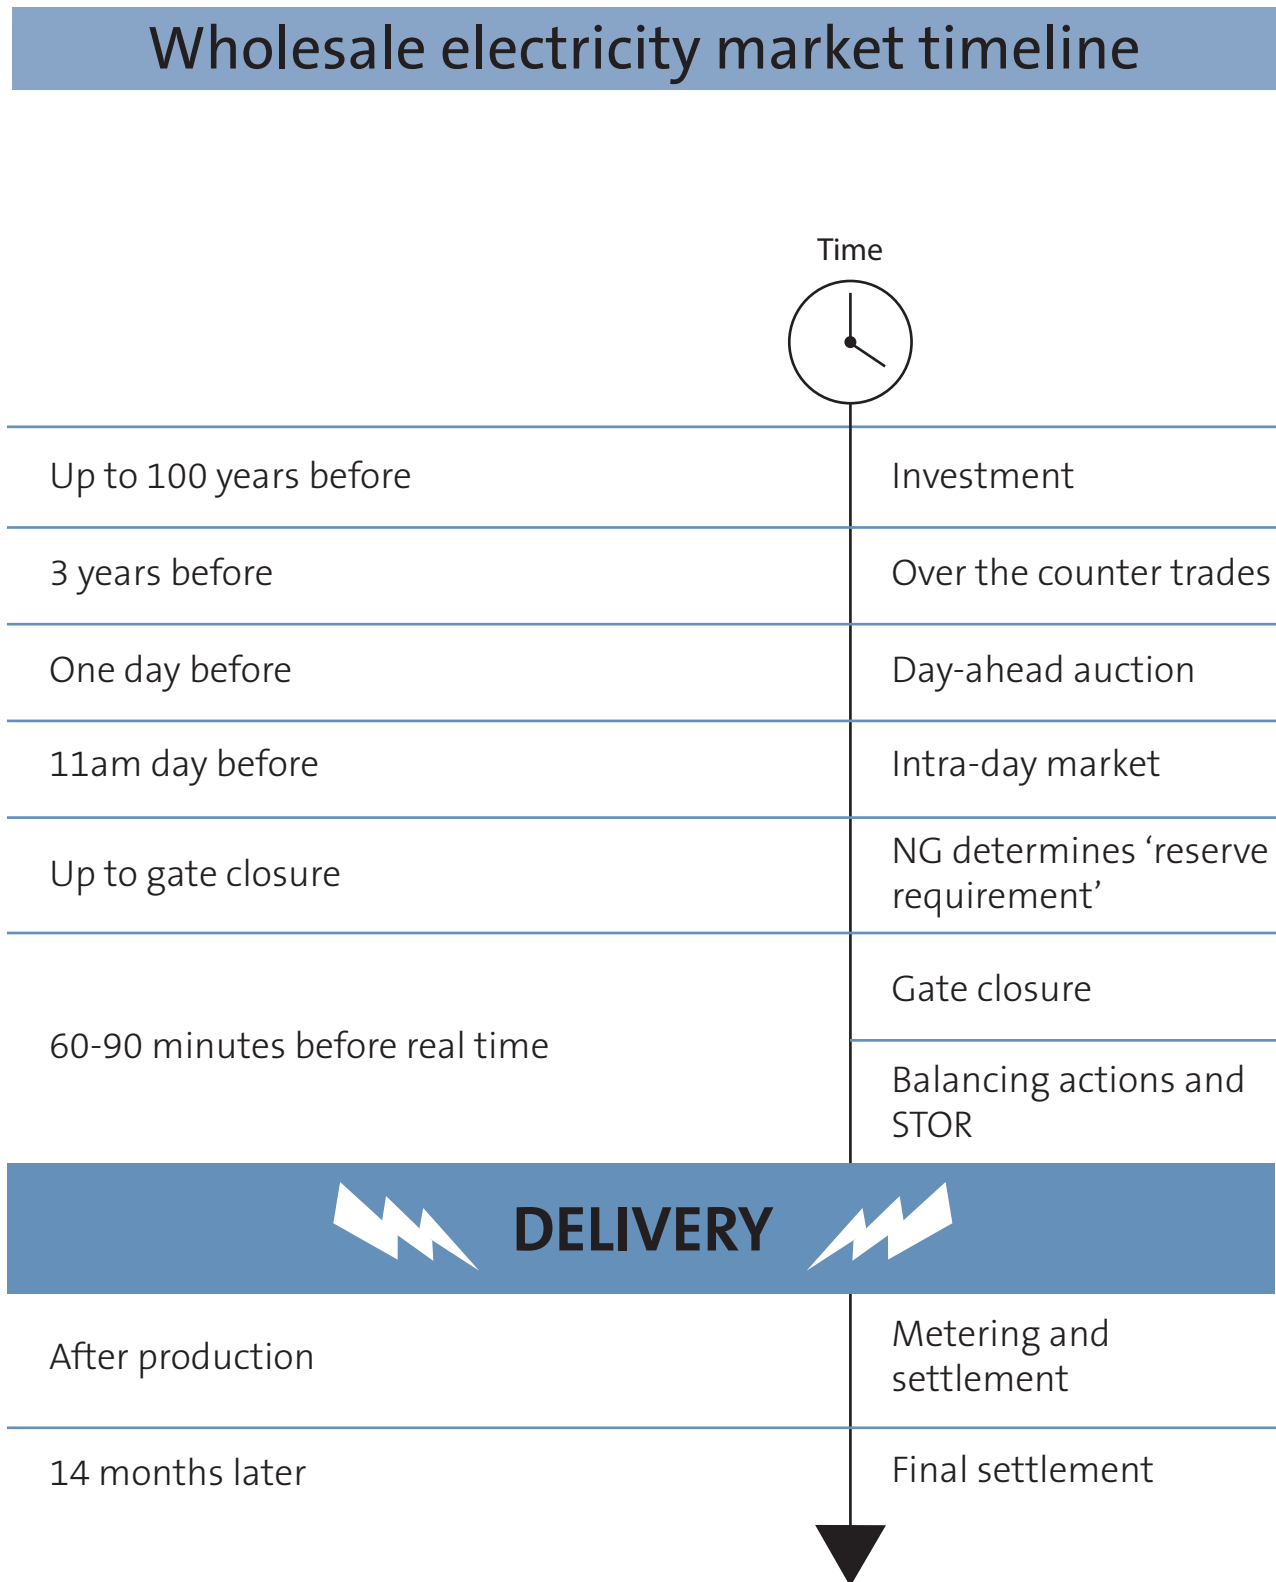 Wholesale electricity market timeline
Time
Up to 100 years before
Investment
3 years before
Over the counter trades
One day before
Day-ahead auction
11am day before
Intra-day market
Up to gate closure
NG determines ‘reserve
requirement’
60-90 minutes before real time
Gate closure
Balancing actions and
STOR
DELIVERY
After production
Metering and
settlement
14 months later
Final settlement